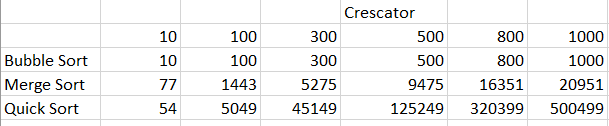 Crescator
10 100 300 500 800 1000
Bubble Sort 10 100 300 500 800 1000
Merge Sort 77 1443 5275 9475 16351 20951
Quick Sort 54 5049 45149 125249 320399 500499